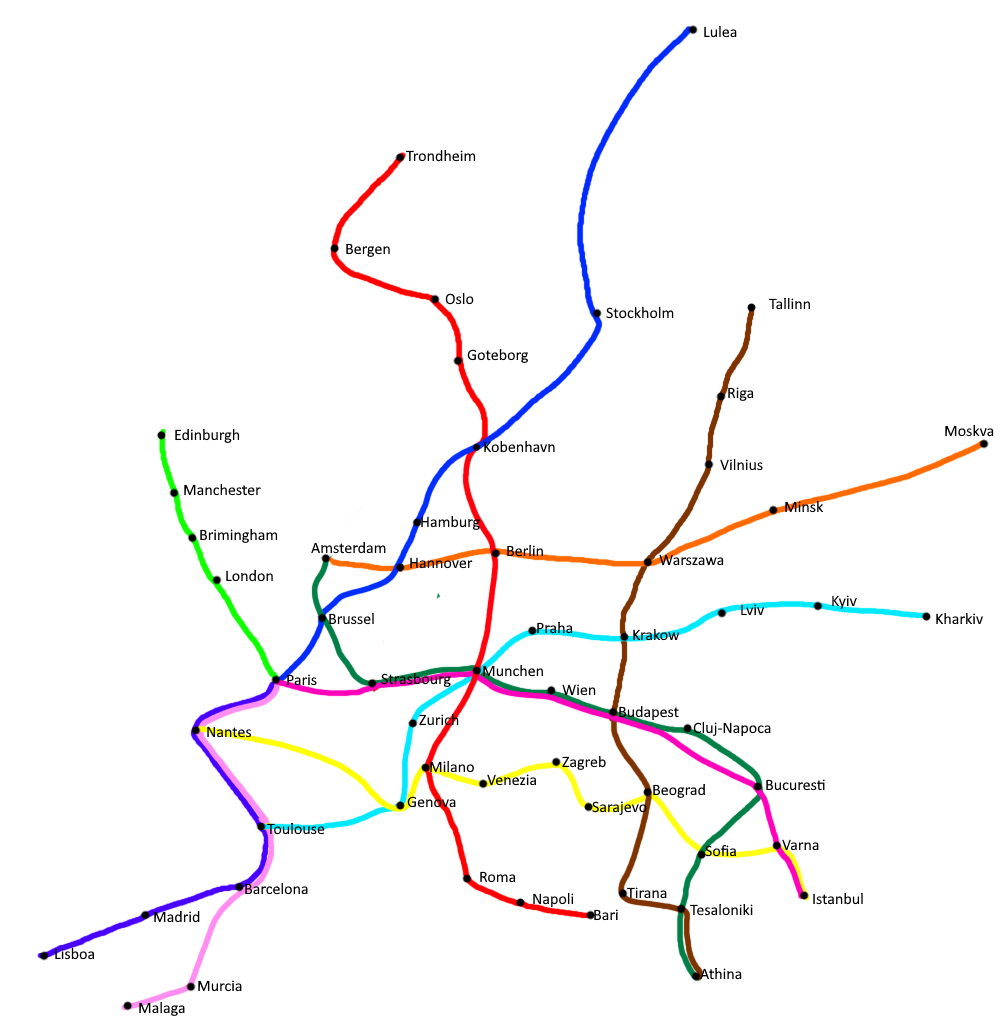 Lulea
Trondheim
Bergen
Oslo
Tallinn
Stockholm
Goteborg
Riga
Moskva
Edinburgh
Kobenhavn
Vilnius
Manchester
Minsk
Hamburg
Brimingham
Amsterdam
Berlin
Hannover
Warszawa
London
Kyiv
Lviv
Brussel
Kharkiv
Praha
Krakow
Munchen
Paris
Strasbourg
Wien
Budapest
Zurich
Cluj-Napoca
Nantes
Zagreb
Milano
Venezia
Bucuresti
Beograd
Genova
Sarajevo
Toulouse
Varna
Sofia
Roma
Barcelona
Tirana
Napoli
Istanbul
Tesaloniki
Bari
Madrid
Lisboa
Athina
Murcia
Malaga